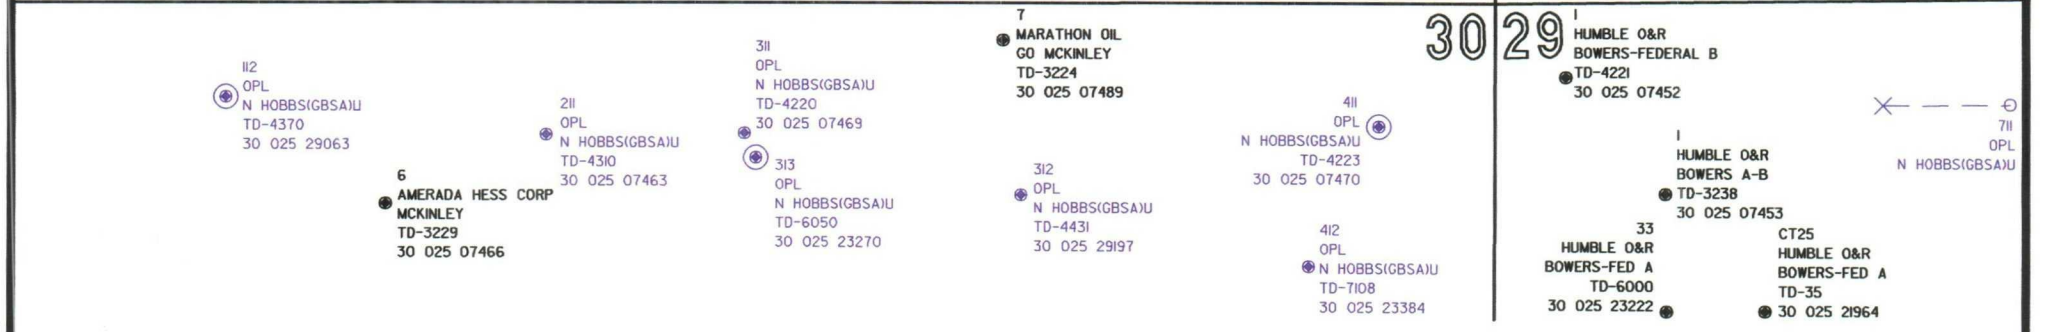 112
OPL
N HOBBS(GBSA)U
TD-4370
30 025 29063
6
AMERADA HESS CORP
MCKINLEY
TD-3229
30 025 07466
211
OPL
N HOBBS(GBSA)U
TD-4310
30 025 07463
311
OPL
N HOBBS(GBSA)U
TD-4220
30 025 07469
313
OPL
N HOBBS(GBSA)U
TD-6050
30 025 23270
7
MARATHON OIL
GO MCKINLEY
TD-3224
30 025 07489
312
OPL
N HOBBS(GBSA)U
TD-4431
30 025 29197
411
OPL
N HOBBS(GBSA)U
TD-4223
30 025 07470
412
OPL
N HOBBS(GBSA)U
TD-7108
30 025 23384
30
29
1
HUMBLE O&R
BOWERS-FEDERAL B
TD-4221
30 025 07452
1
HUMBLE O&R
BOWERS A-B
TD-3238
30 025 07453
33
HUMBLE O&R
BOWERS-FED A
TD-6000
30 025 23222
CT25
HUMBLE O&R
BOWERS-FED A
TD-35
30 025 21964
711
OPL
N HOBBS(GBSA)U